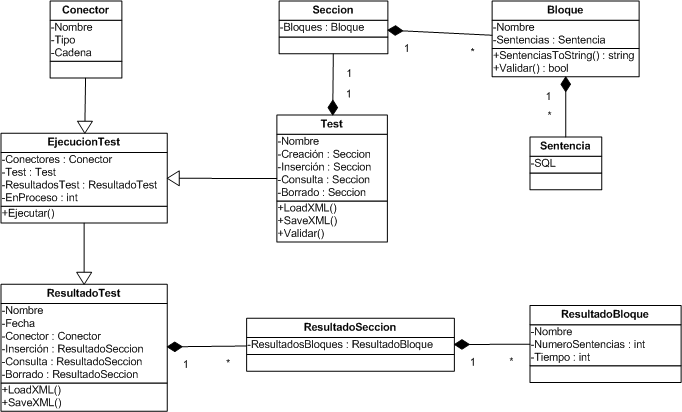 Conector
-Nombre
-Tipo
-Cadena
Seccion
-Bloques : Bloque
1
*
Bloque
-Nombre
-Sentencias : Sentencia
+SentenciasToString() : string
+Validar() : bool
1
*
Sentencia
-SQL
1
1
EjecucionTest
-Conectores : Conector
-Test : Test
-ResultadosTest : ResultadoTest
-EnProceso : int
+Ejecutar()
Test
-Nombre
-Creación : Seccion
-Inserción : Seccion
-Consulta : Seccion
-Borrado : Seccion
+LoadXML()
+SaveXML()
+Validar()
ResultadoTest
-Nombre
-Fecha
-Conector : Conector
-Inserción : ResultadoSeccion
-Consulta : ResultadoSeccion
-Borrado : ResultadoSeccion
+LoadXML()
+SaveXML()
1
*
ResultadoSeccion
-ResultadosBloques : ResultadoBloque
1
*
ResultadoBloque
-Nombre
-NumeroSentencias : int
-Tiempo : int